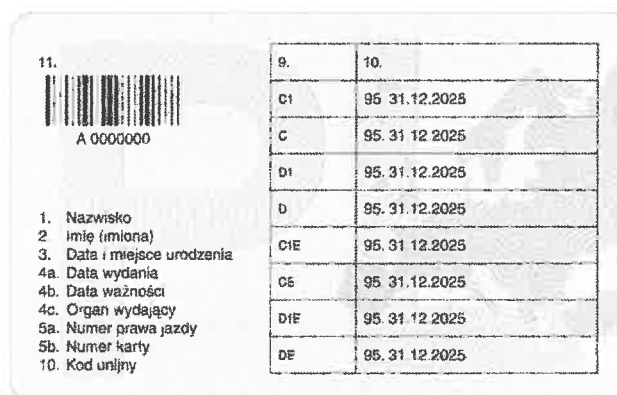 11.
A 0000000
1. Nazwisko
2 Imię (imiona)
3. Data i miejsce urodzenia
4a. Data wydania
4b. Data ważności
4c. Organ wydający
5a. Numer prawa jazdy
5b. Numer karty
10. Kod unijny
9. 10.
C1 95 31.12.2025
C 95. 31 12 2025
D1 95. 31.12.2025
D 95. 31.12.2025
C1E 95. 31 12.2025
CE 95 31.12.2025
D1E 95. 31 12 2025
DE 95. 31.12.2025